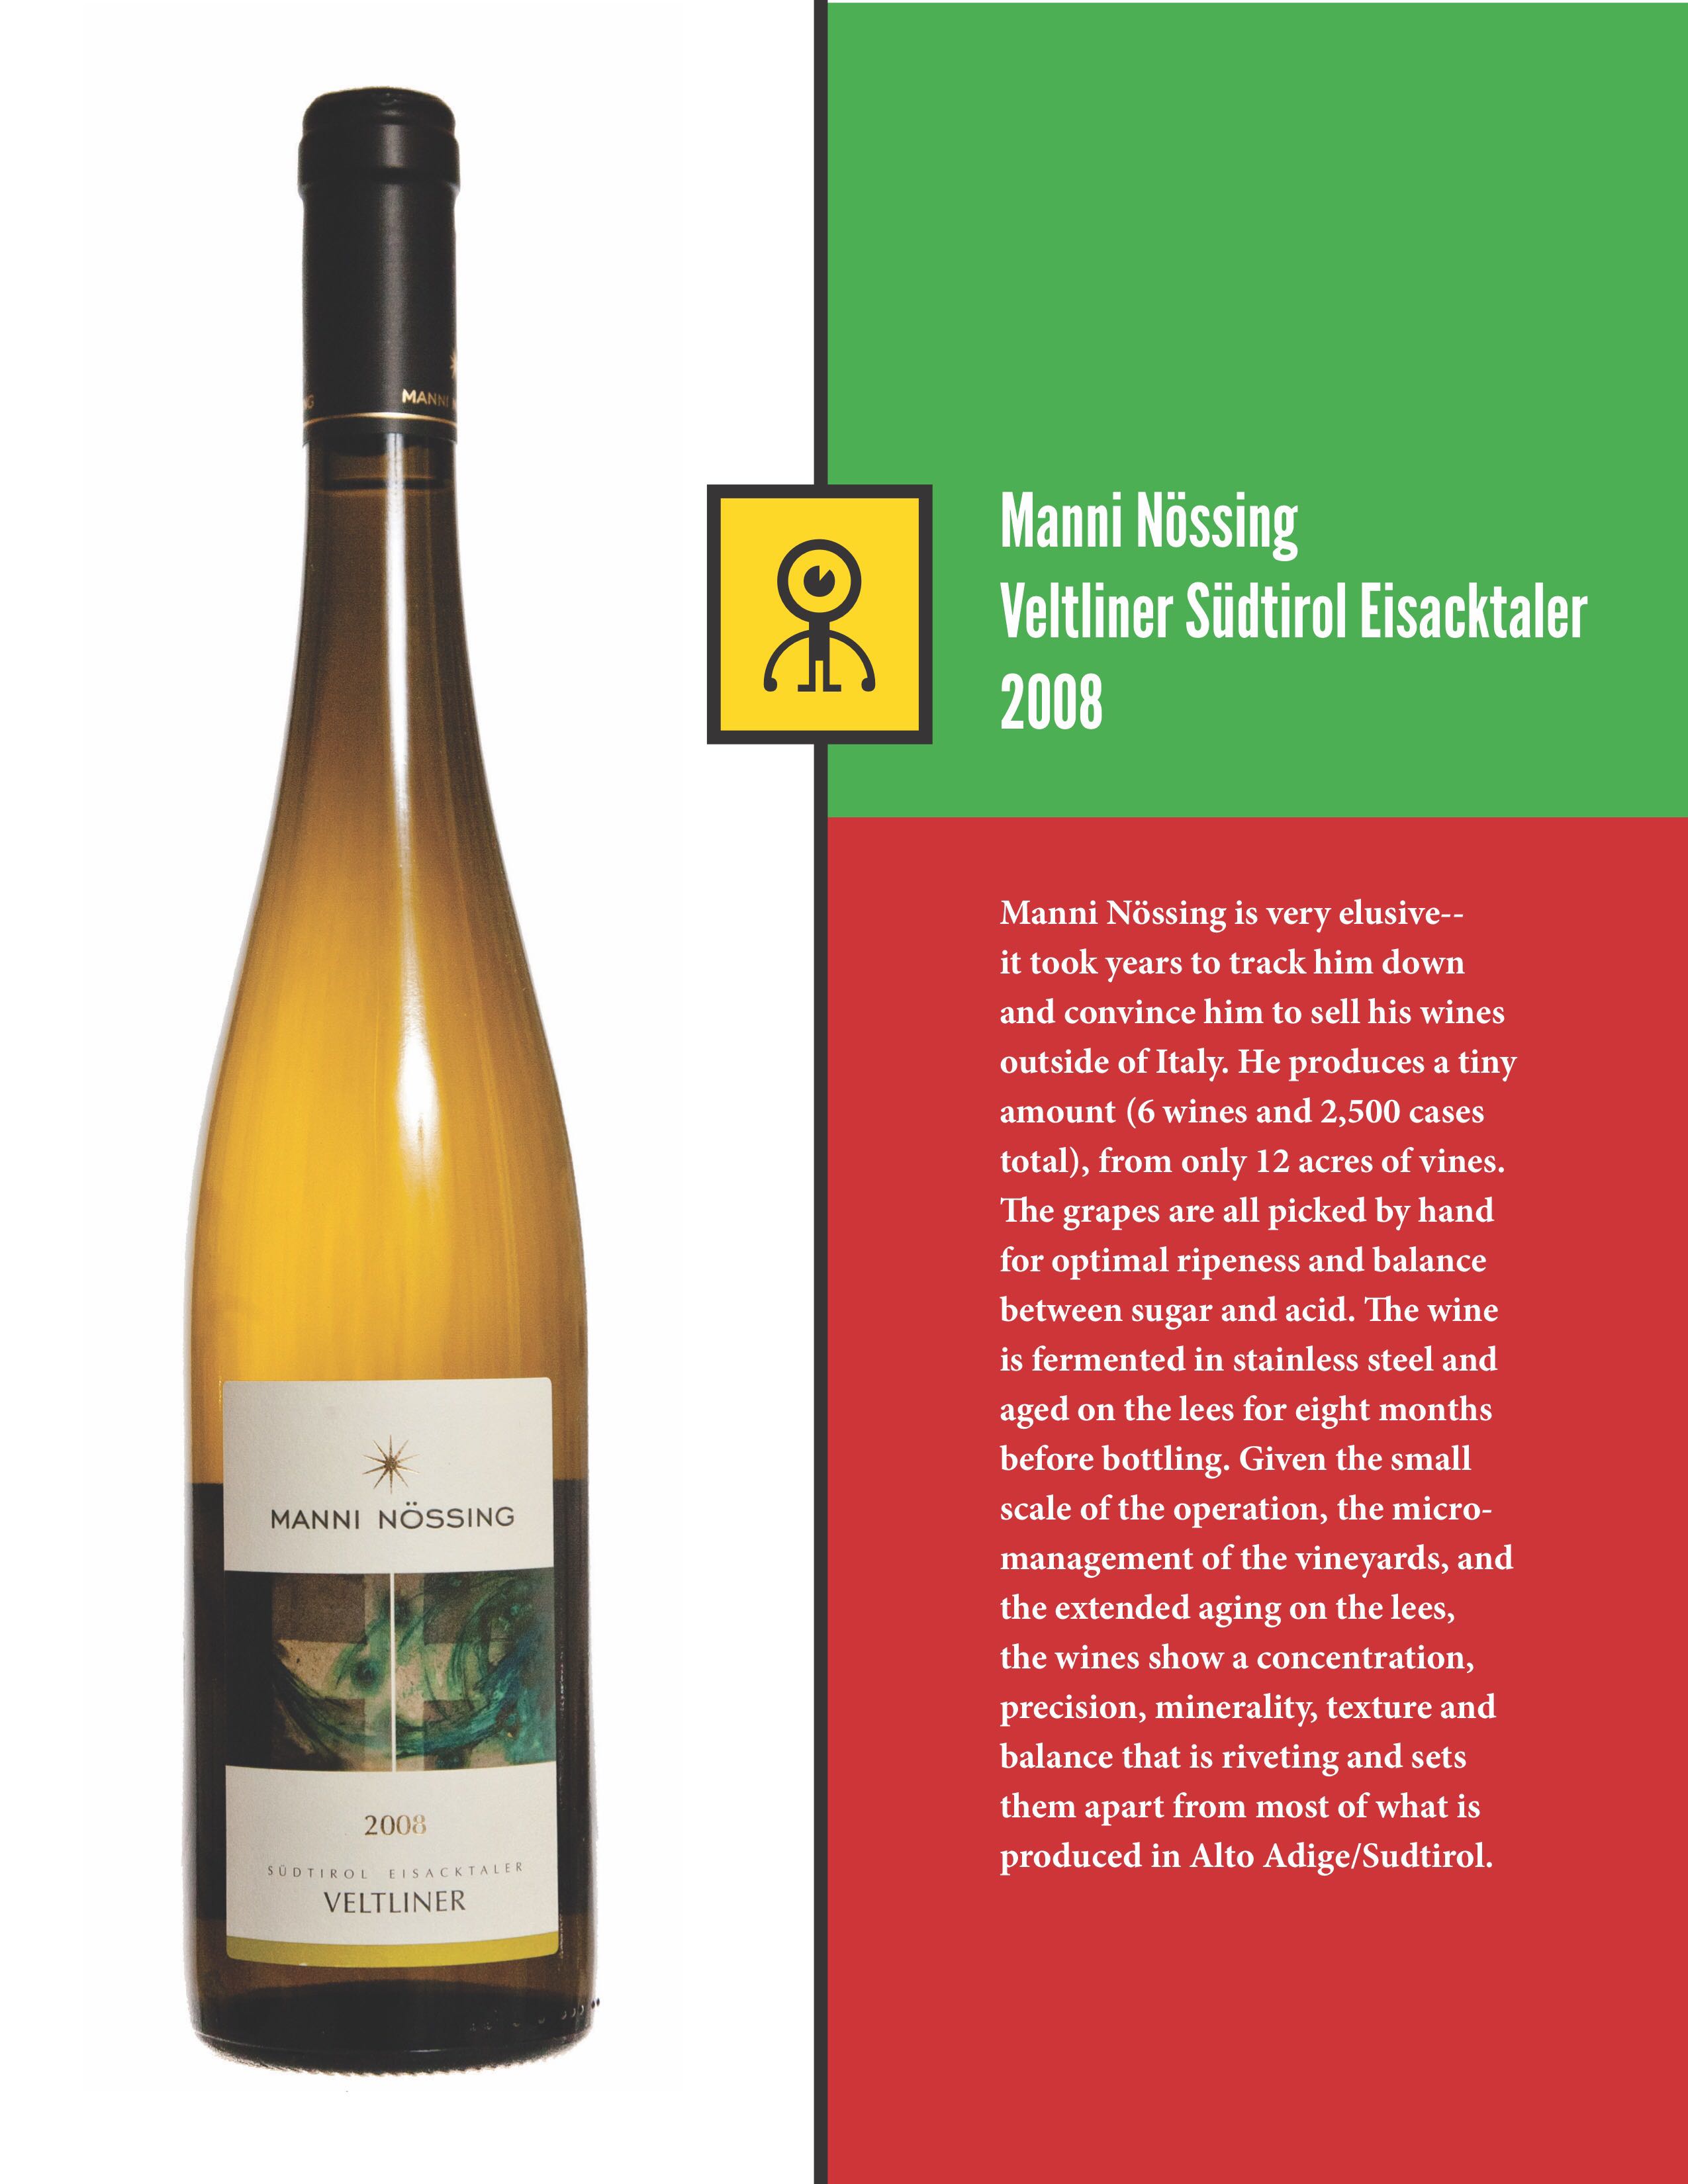 NG
MANNI
MANNI NÖSSING
2008
SÜDTIROL EISACKTALER
VELTLINER
Manni Nössing
Veltliner Südtirol Eisacktaler
2008
Manni Nössing is very elusive--
it took years to track him down
and convince him to sell his wines
outside of Italy. He produces a tiny
amount (6 wines and 2,500 cases
total), from only 12 acres of vines.
The grapes are all picked by hand
for optimal ripeness and balance
between sugar and acid. The wine
is fermented in stainless steel and
aged on the lees for eight months
before bottling. Given the small
scale of the operation, the micro-
management of the vineyards, and
the extended aging on the lees,
the wines show a concentration,
precision, minerality, texture and
balance that is riveting and sets
them apart from most of what is
produced in Alto Adige/Sudtirol.